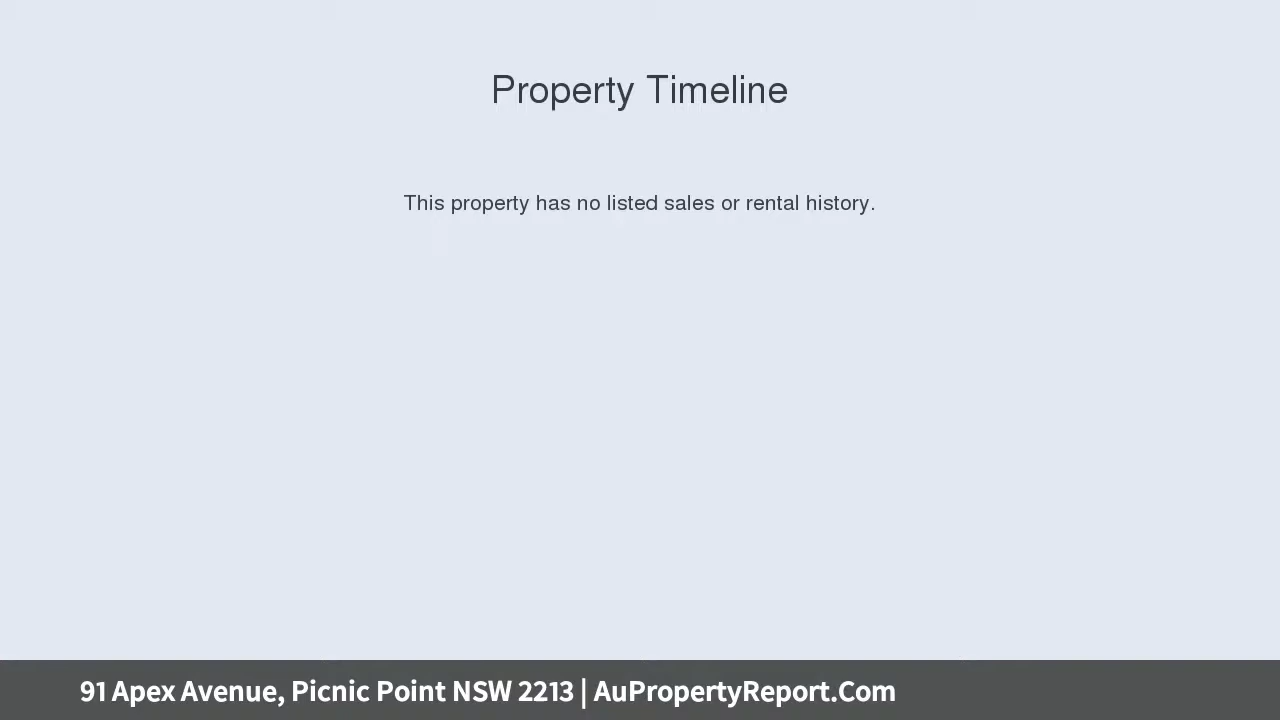 Property Timeline
This property has no listed sales or rental history.
91 Apex Avenue, Picnic Point NSW 2213 | AuPropertyReport.Com